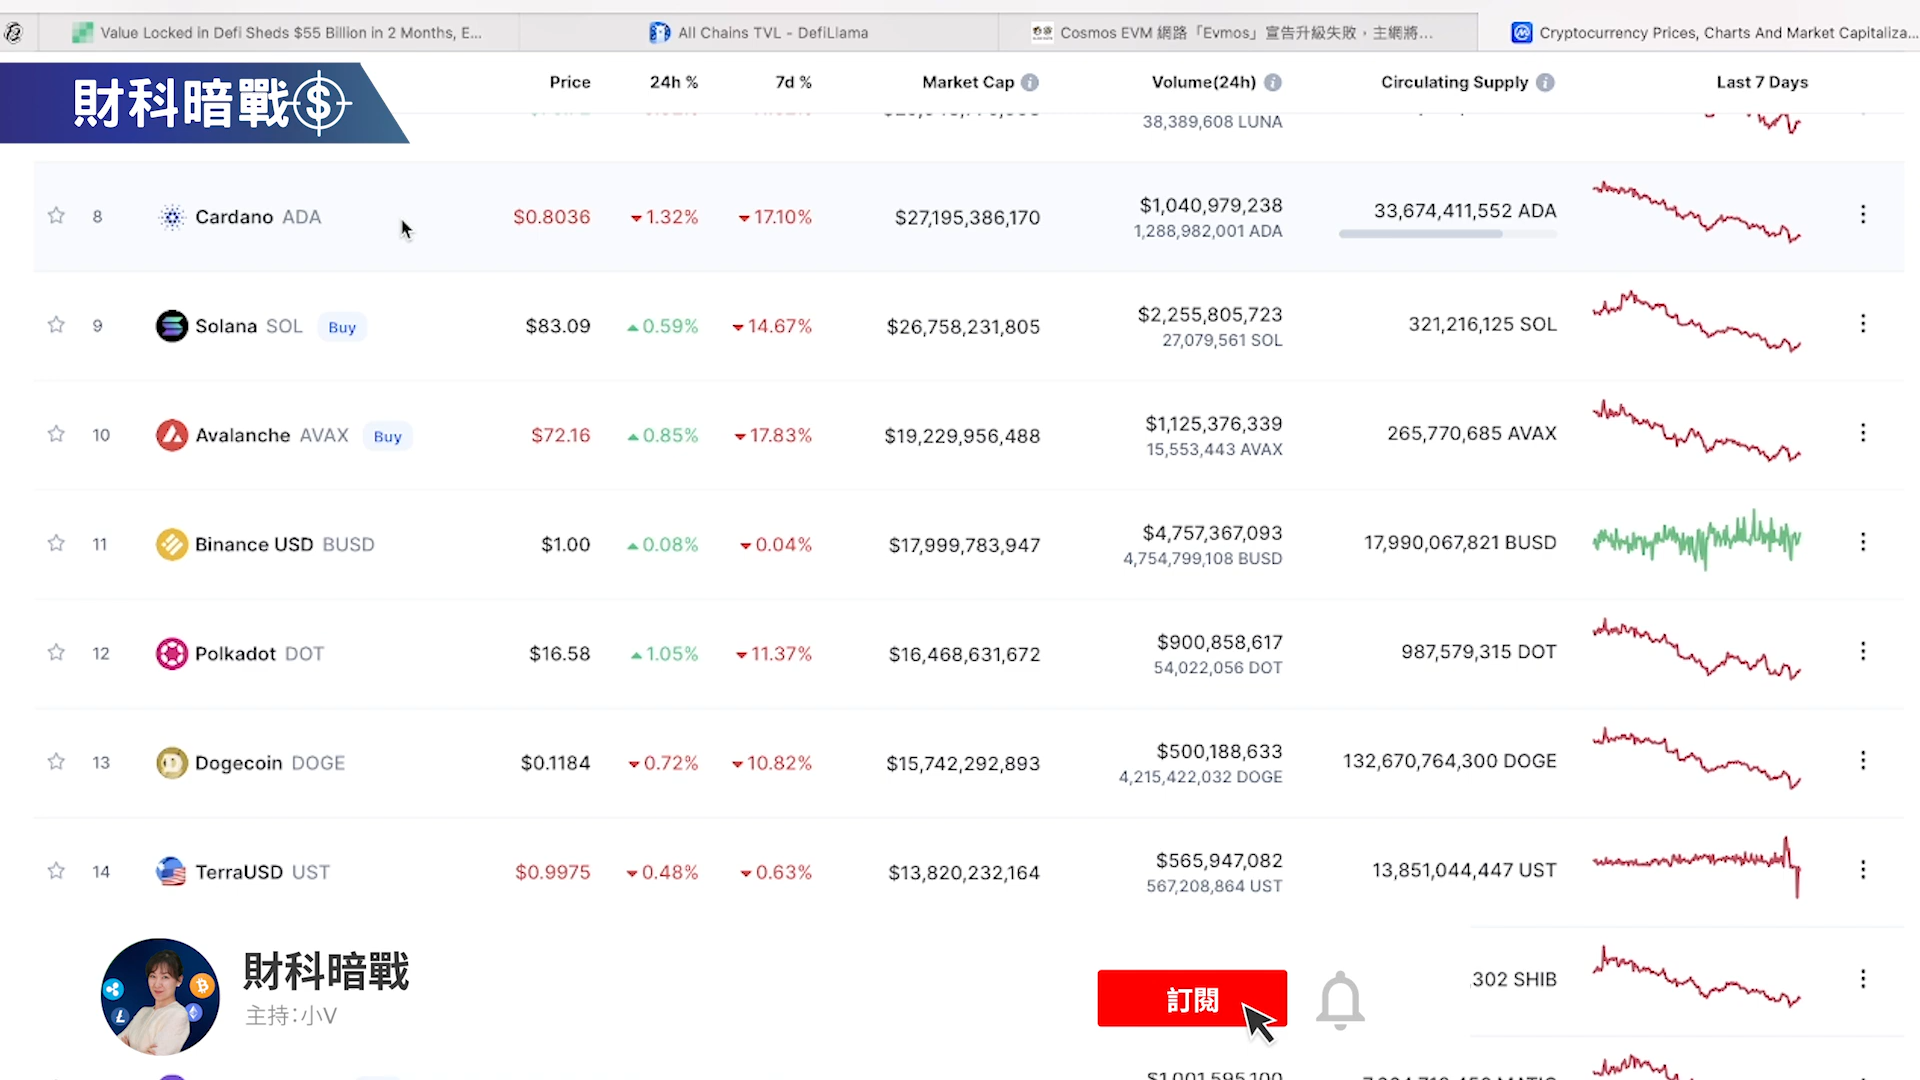 Value Locked in Defi Sheds $55 Billion in 2 Months, E...
All Chains TVL - DefiLlama
Cosmos EVM 網路「Evmos」宣告升級失敗，主網將...
Cryptocurrency Prices, Charts And Market Capitaliza...
財科暗戰
Price 24h % 7d % Market Cap Volume(24h) Circulating Supply Last 7 Days
38,389,608 LUNA
8 Cardano ADA $0.8036 1.32% 17.10% $27,195,386,170 $1,040,979,238 33,674,411,552 ADA
1,288,982,001 ADA
9 Solana SOL Buy $83.09 0.59% 14.67% $26,758,231,805 $2,255,805,723 321,216,125 SOL
27,079,561 SOL
10 Avalanche AVAX Buy $72.16 0.85% 17.83% $19,229,956,488 $1,125,376,339 265,770,685 AVAX
15,553,443 AVAX
11 Binance USD BUSD $1.00 0.08% 0.04% $17,999,783,947 $4,757,367,093 17,990,067,821 BUSD
4,754,799,108 BUSD
12 Polkadot DOT $16.58 1.05% 11.37% $16,468,631,672 $900,858,617 987,579,315 DOT
54,022,056 DOT
13 Dogecoin DOGE $0.1184 0.72% 10.82% $15,742,292,893 $500,188,633 132,670,764,300 DOGE
4,215,422,032 DOGE
14 TerraUSD UST $0.9975 0.48% 0.63% $13,820,232,164 $565,947,082 13,851,044,447 UST
567,208,864 UST
,302 SHIB
財科暗戰
主持：小V
訂閱